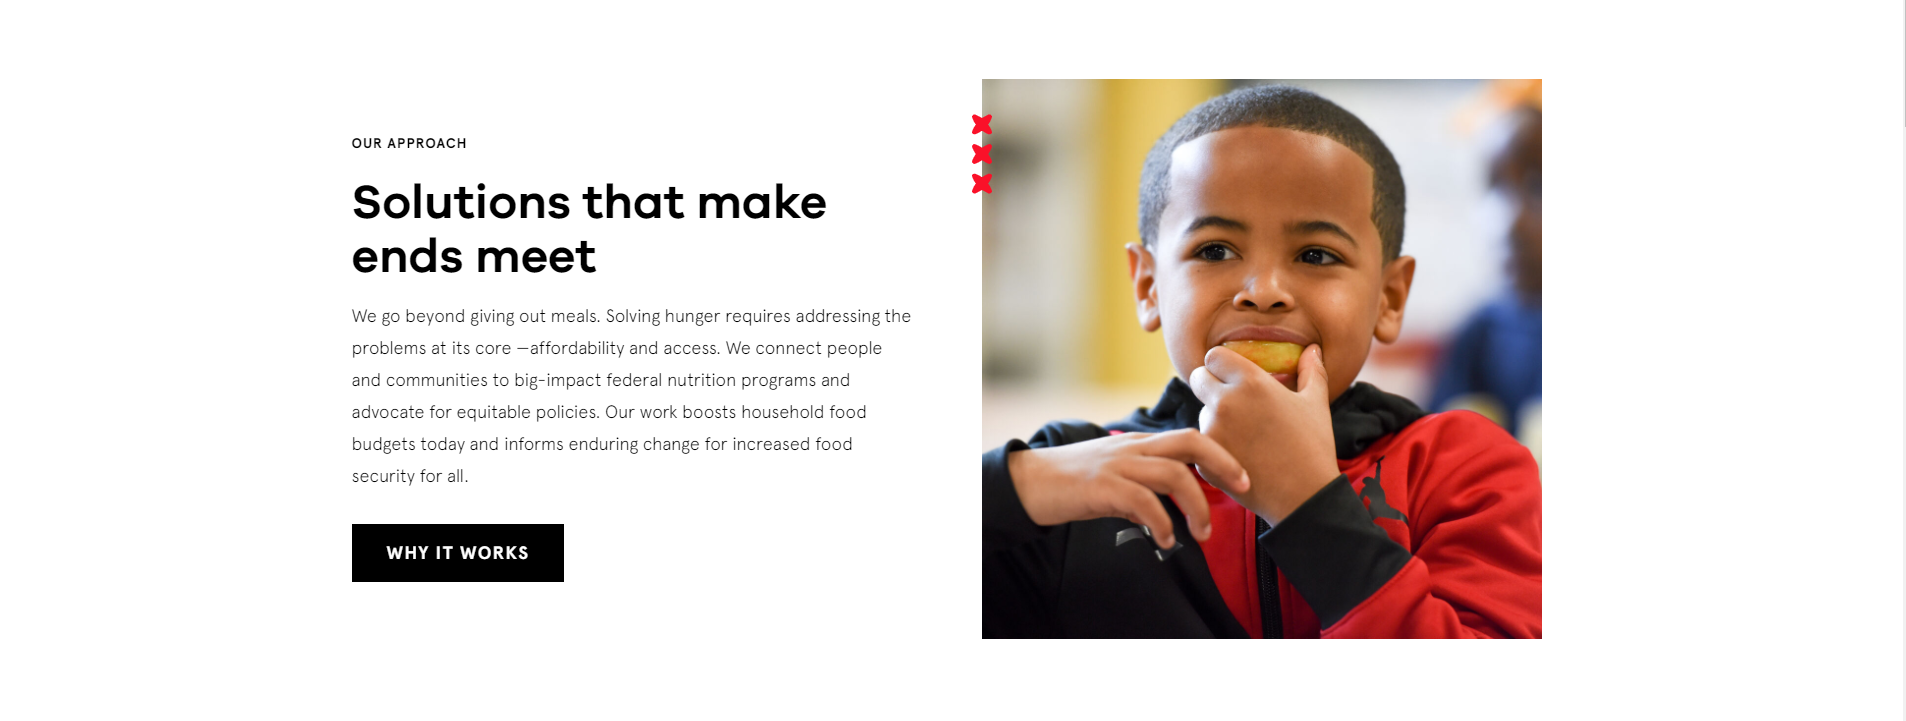 OUR APPROACH
Solutions that make
ends meet
We go beyond giving out meals. Solving hunger requires addressing the
problems at its core —affordability and access. We connect people
and communities to big-impact federal nutrition programs and
advocate for equitable policies. Our work boosts household food
budgets today and informs enduring change for increased food
security for all.
WHY IT WORKS